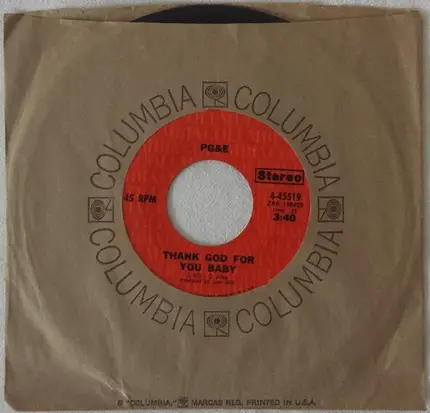 COLUMBIA COLUMBIA
COLUMBIA COLUMBIA
PG&E
45 RPM
Stereo
4-45519
3:40
THANK GOD FOR
YOU BABY
® "COLUMBIA," MARCAS REG. PRINTED IN U.S.A.